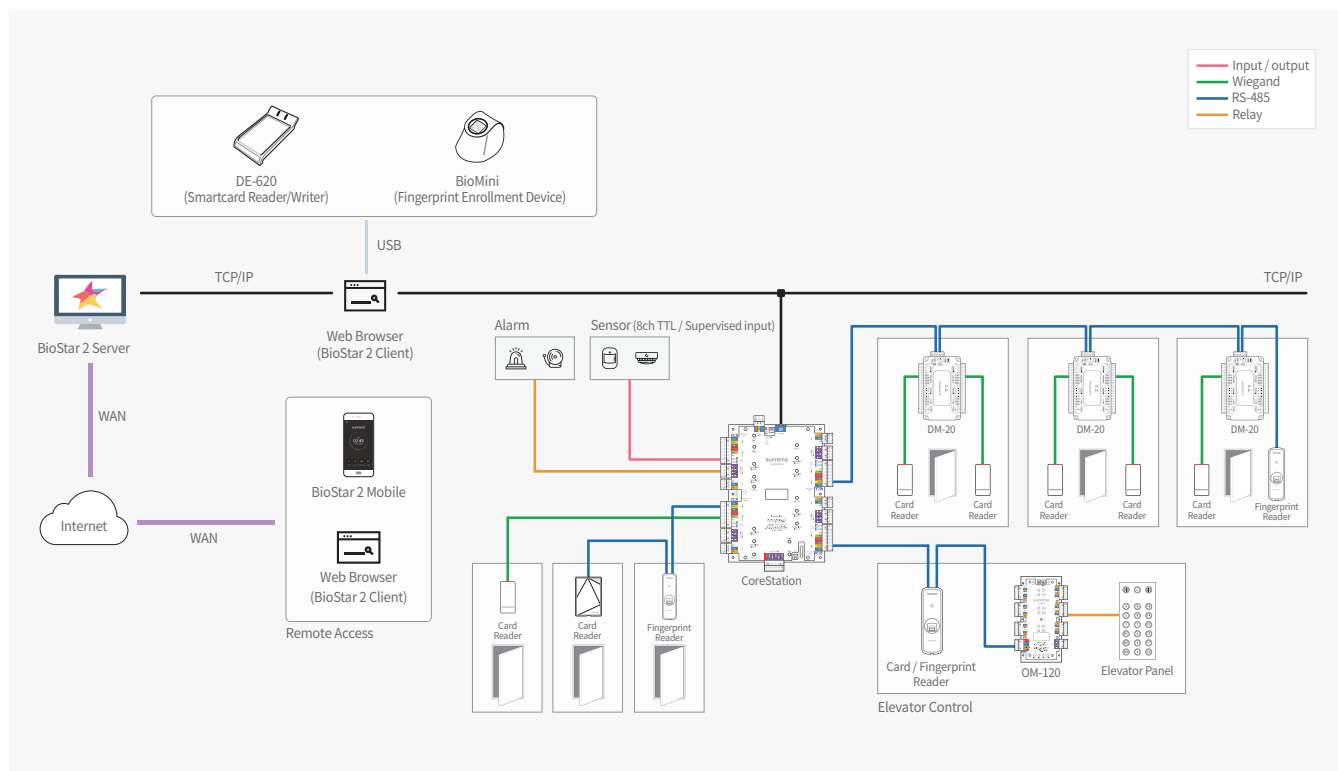 Input / output
Wiegand
RS-485
Relay
DE-620
(Smartcard Reader/Writer)
BioMini
(Fingerprint Enrollment Device)
USB
TCP/IP
TCP/IP
BioStar 2 Server
Web Browser
(BioStar 2 Client)
Alarm
Sensor (8ch TTL / Supervised input)
WAN
Internet
WAN
BioStar 2 Mobile
Web Browser
(BioStar 2 Client)
Remote Access
suprema
CoreStation
DM-20
DM-20
DM-20
Card
Reader
Card
Reader
Card
Reader
Card
Reader
Card
Reader
Fingerprint
Reader
Card
Reader
Card
Reader
Fingerprint
Reader
Card / Fingerprint
Reader
OM-120
Elevator Panel
Elevator Control